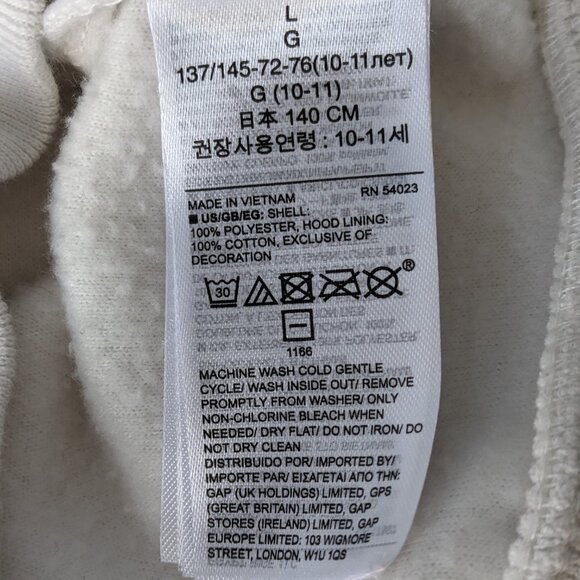 L
G
137/145-72-76(10-11лет)
G (10-11)
日本 140 CM
권장사용연령 : 10-11세
MADE IN VIETNAM RN 54023
■ US/GB/EG: SHELL:
100% POLYESTER, HOOD LINING:
100% COTTON, EXCLUSIVE OF
DECORATION
30
®
1166
MACHINE WASH COLD GENTLE
CYCLE/ WASH INSIDE OUT/ REMOVE
PROMPTLY FROM WASHER/ ONLY
NON-CHLORINE BLEACH WHEN
NEEDED/ DRY FLAT/ DO NOT IRON/ DO
NOT DRY CLEAN
DISTRIBUIDO POR/ IMPORTED BY/
IMPORTE PAR/ ΕΙΣΑΓΕΤΑΙ ΑΠΟ ΤΗΝ:
GAP (UK HOLDINGS) LIMITED, GPS
(GREAT BRITAIN) LIMITED, GAP
STORES (IRELAND) LIMITED, GAP
EUROPE LIMITED: 103 WIGMORE
STREET, LONDON, W1U 1QS